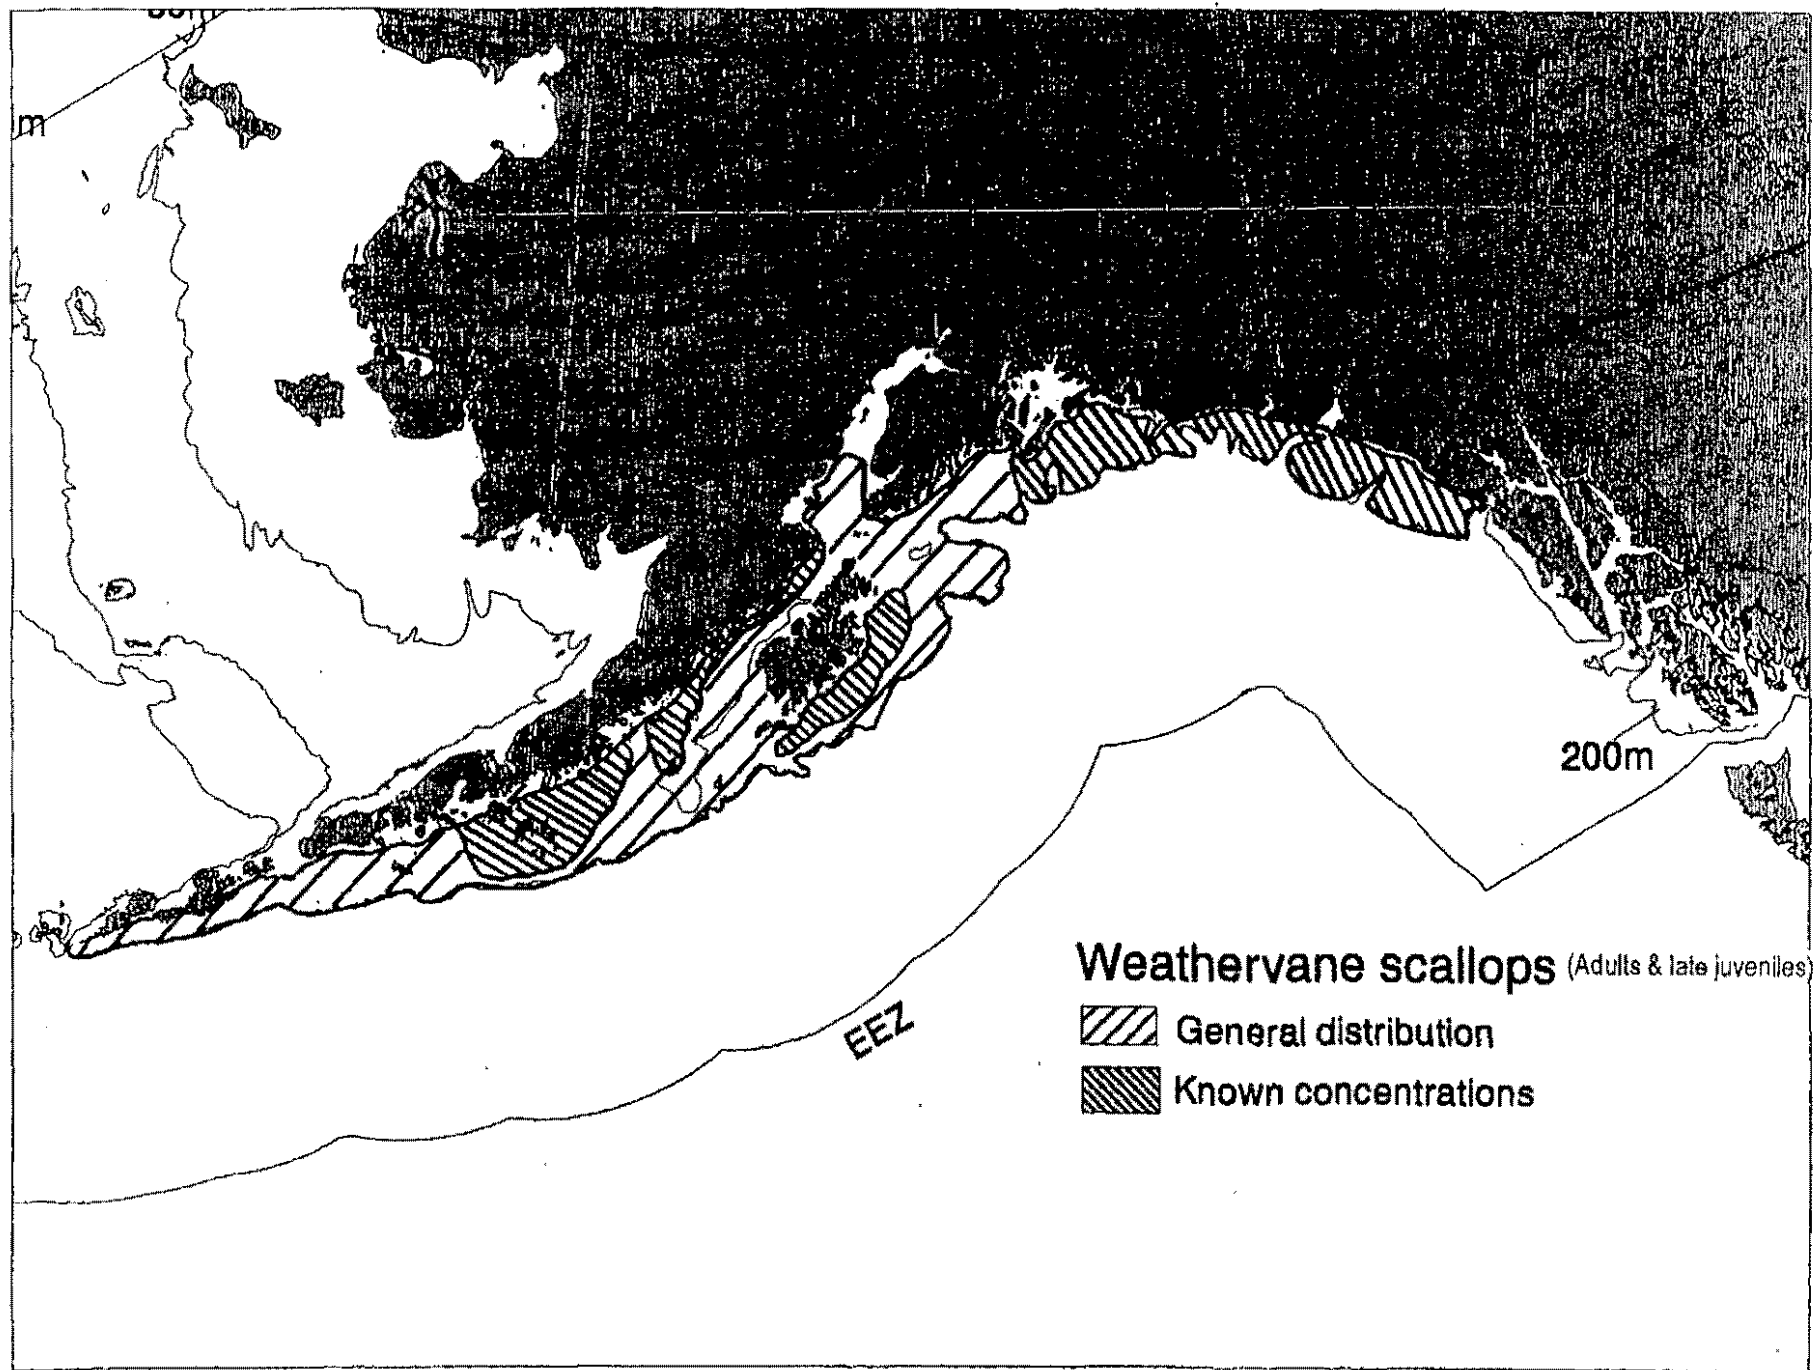 m
200m
EEZ
Weathervane scallops (Adults & late juveniles)
General distribution
Known concentrations